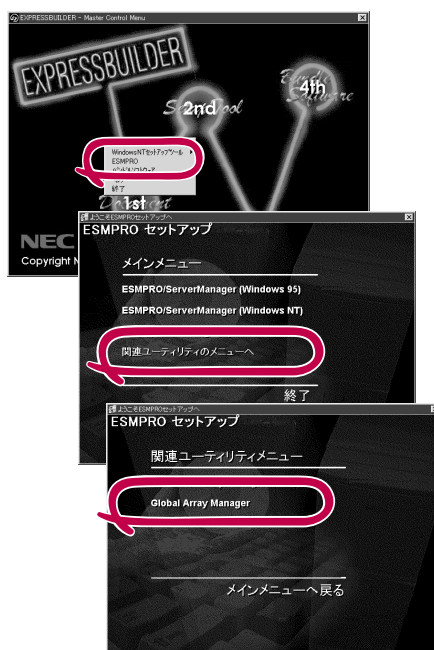 EXPRESSBUILDER - Master Control Menu
EXPRESSBUILDER
4th
2nd
WindowsNTセットアップツール
ESMPRO
終了
1st
NEC
Copyright
ようこそESMPROセットアップへ
ESMPRO セットアップ
メインメニュー
ESMPRO/ServerManager (Windows 95)
ESMPRO/ServerManager (Windows NT)
関連ユーティリティのメニューへ
終了
ようこそESMPROセットアップへ
ESMPRO セットアップ
関連ユーティリティメニュー
Global Array Manager
メインメニューへ戻る